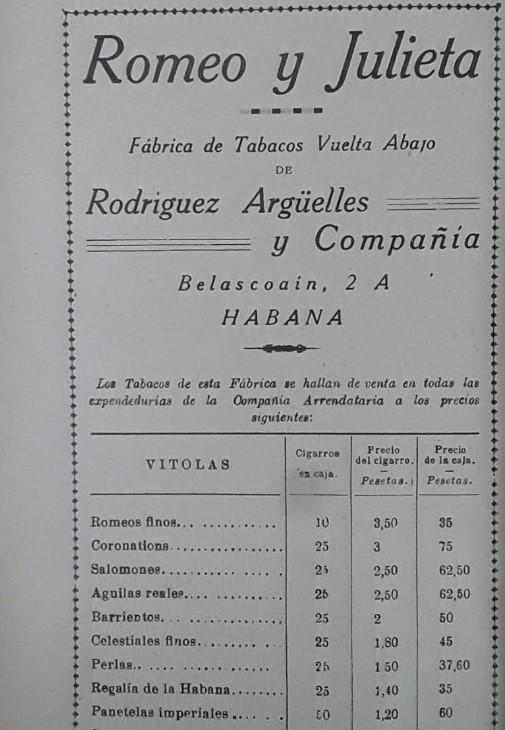 Romeo y Julieta
Fábrica de Tabacos Vuelta Abajo
DE
Rodriguez Argüelles
y Compañía
Belascoain, 2 A
HABANA
Los Tabacos de esta Fábrica se hallan de venta en todas las
expendedurias de la Compañia Arrendataria a los precios
siguientes:
VITOLAS Cigarros en caja. Precio del cigarro. — Pesetas. Precio de la caja. — Pesetas.
Romeos finos... 10 3,50 35
Coronations... 25 3 75
Salomones... 25 2,50 62,50
Aguilas reales... 25 2,50 62,50
Barrientos... 25 2 50
Celestiales finos... 25 1,80 45
Perlas... 25 1 50 37,60
Regalía de la Habana... 25 1,40 35
Panetelas imperiales... 50 1,20 60